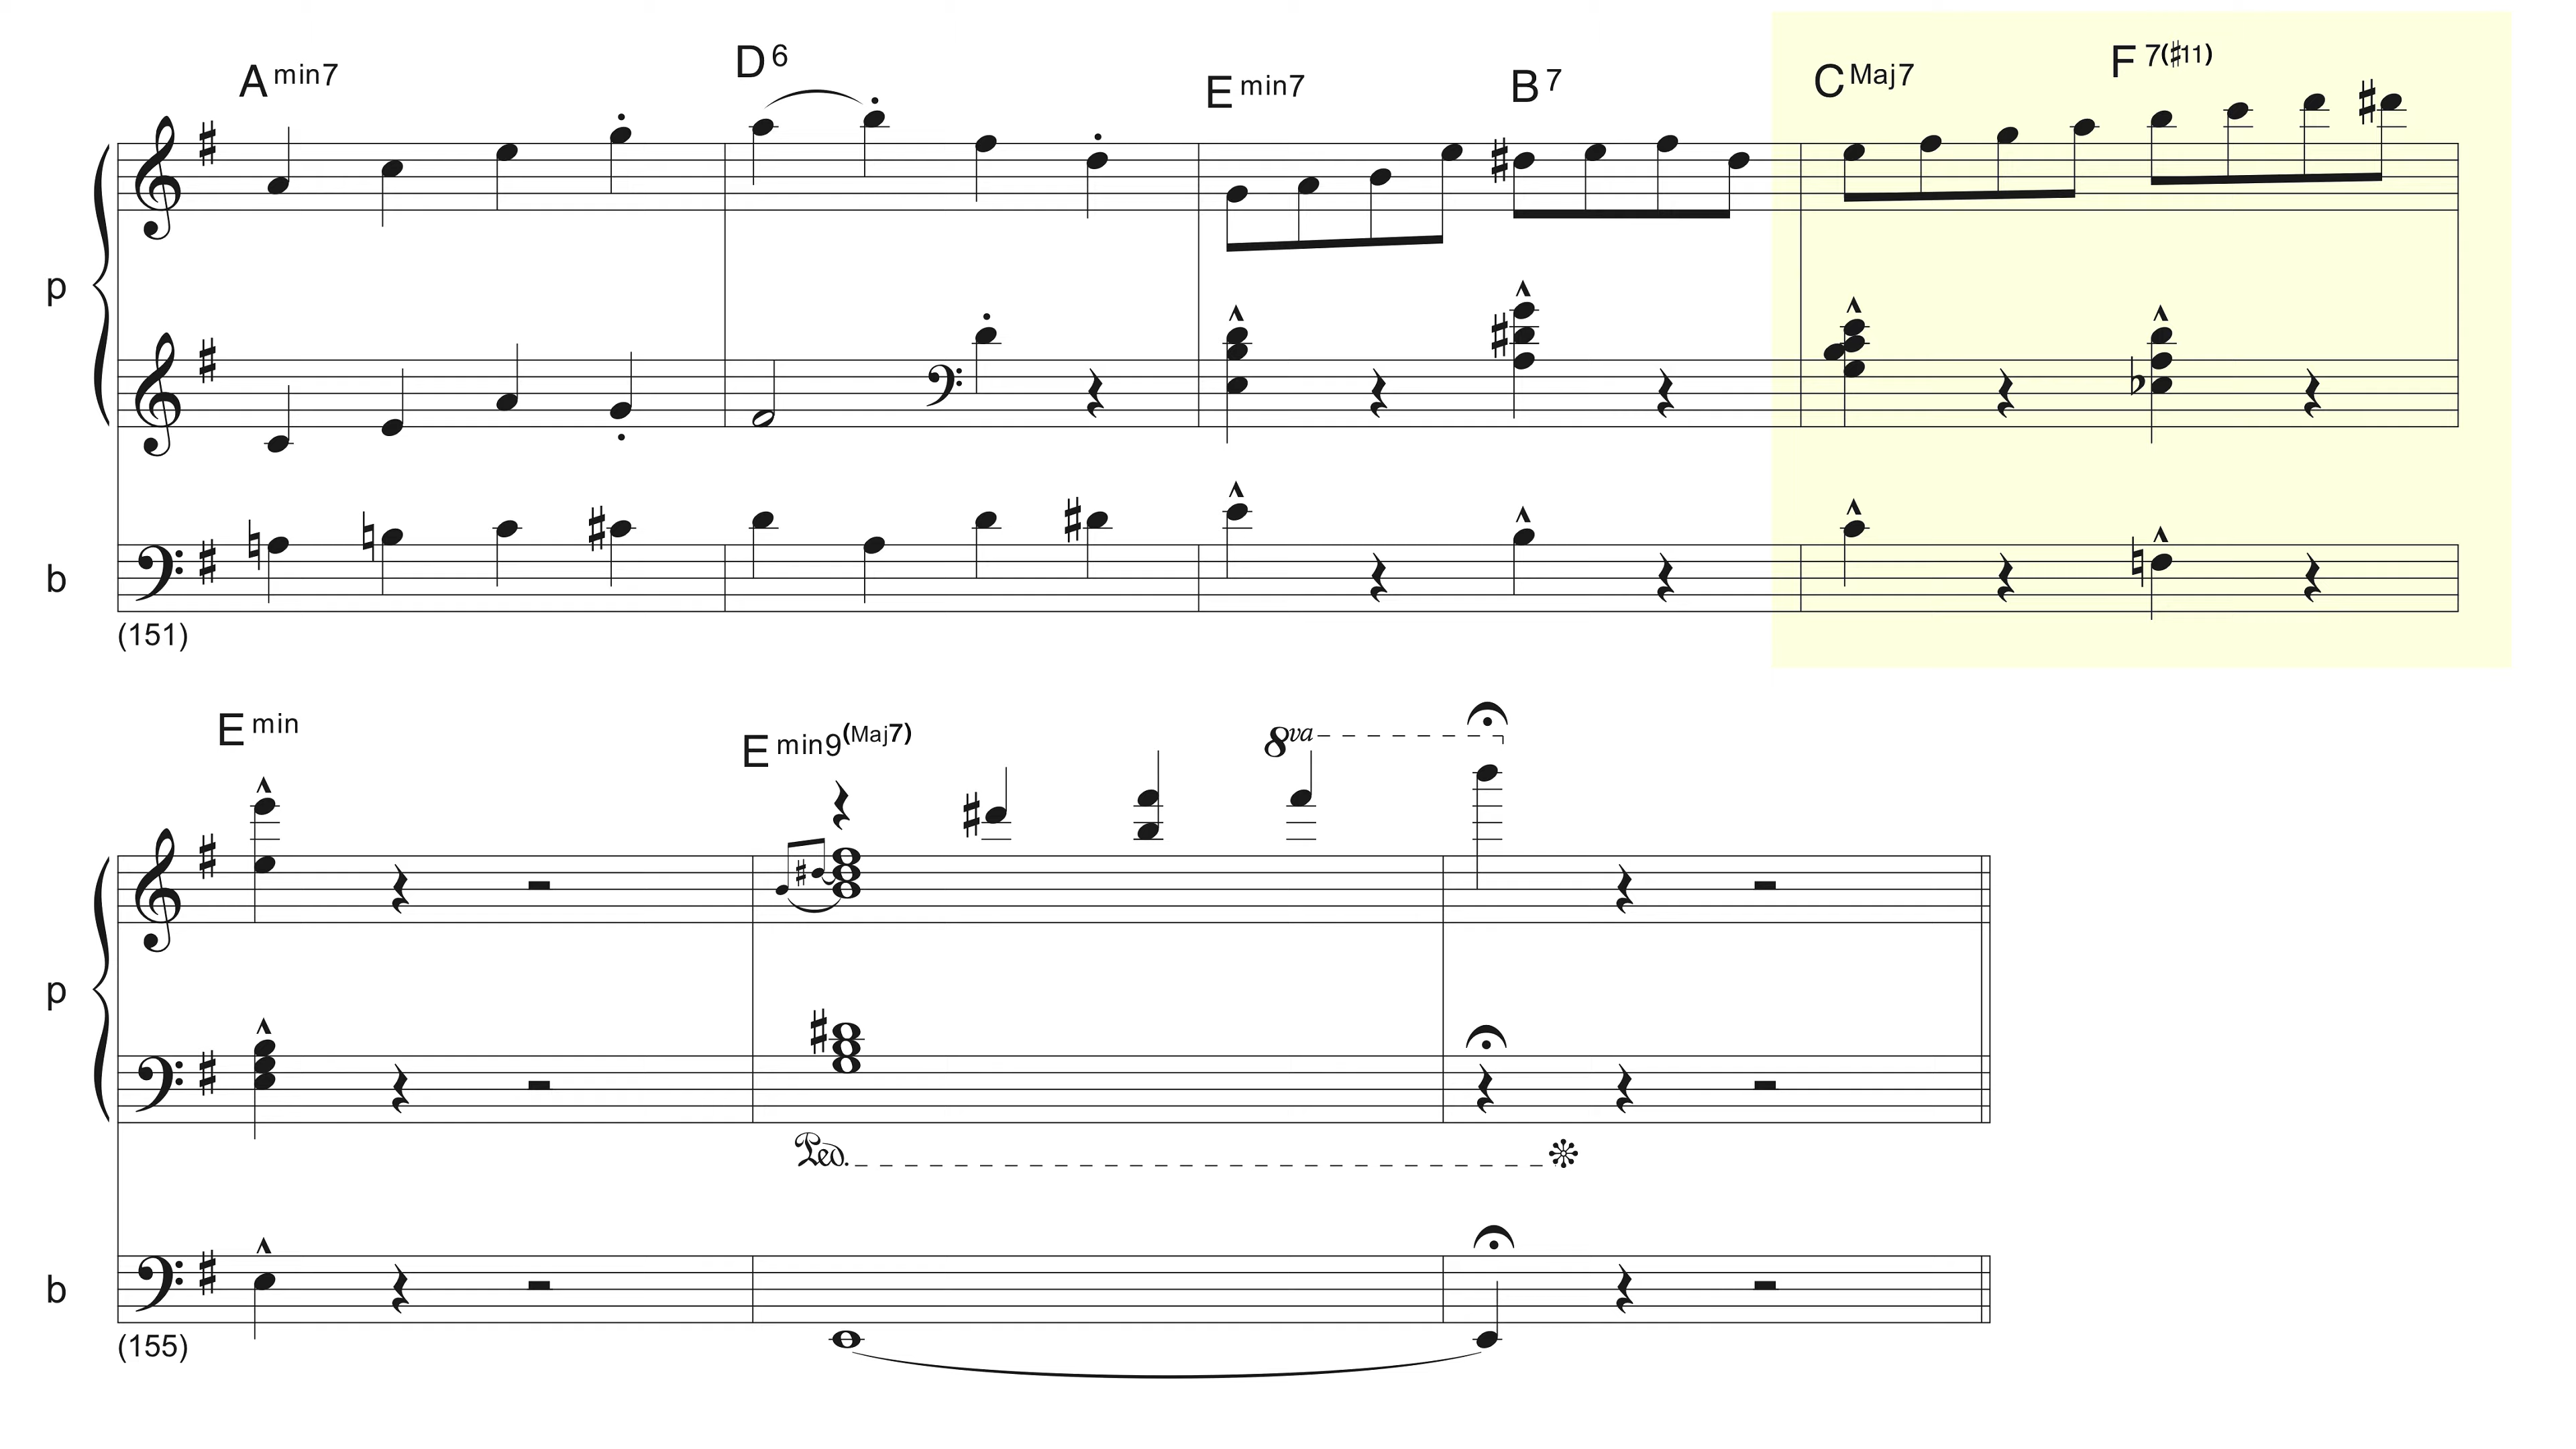 Amin7 D6 Emin7 B7 CMaj7 F7(♯11)
p
b
(151)
Emin Emin9(Maj7) 8va
p
Ped.
b
(155)